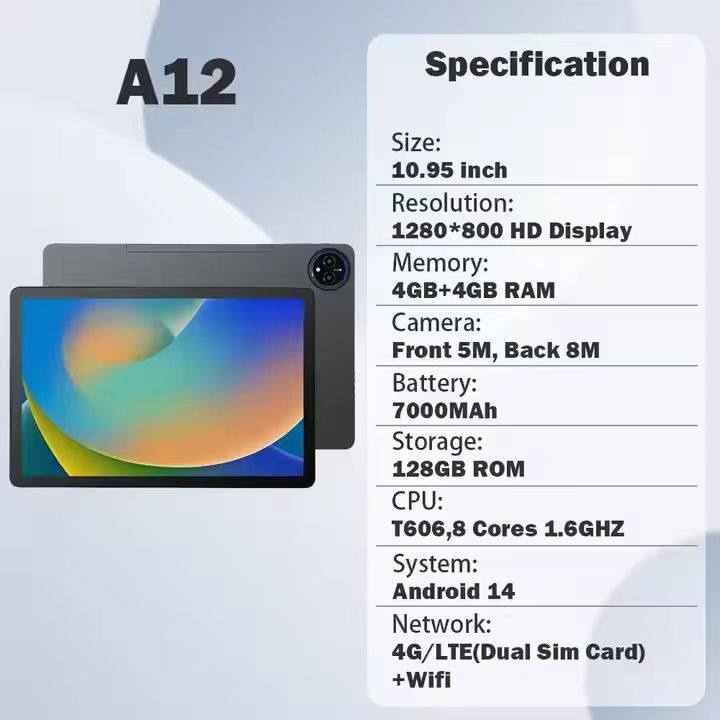 A12
Specification
Size:
10.95 inch
Resolution:
1280*800 HD Display
Memory:
4GB+4GB RAM
Camera:
Front 5M, Back 8M
Battery:
7000MAh
Storage:
128GB ROM
CPU:
T606,8 Cores 1.6GHZ
System:
Android 14
Network:
4G/LTE(Dual Sim Card)
+Wifi